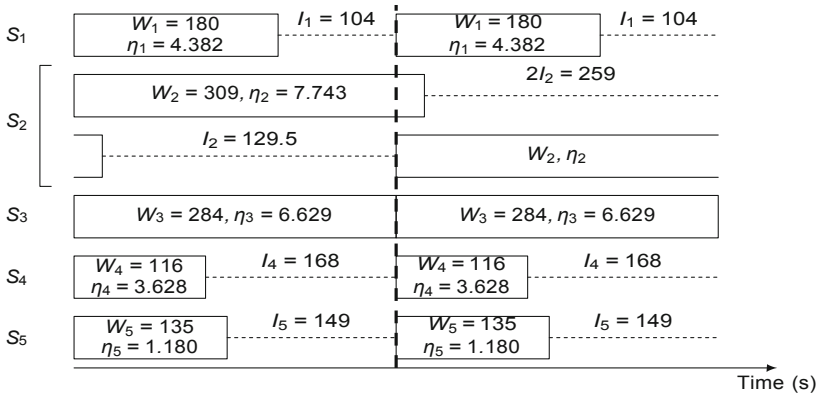 S₁
W₁ = 180
η₁ = 4.382
I₁ = 104
W₁ = 180
η₁ = 4.382
I₁ = 104
S₂
W₂ = 309, η₂ = 7.743
2I₂ = 259
I₂ = 129.5
W₂, η₂
S₃
W₃ = 284, η₃ = 6.629
W₃ = 284, η₃ = 6.629
S₄
W₄ = 116
η₄ = 3.628
I₄ = 168
W₄ = 116
η₄ = 3.628
I₄ = 168
S₅
W₅ = 135
η₅ = 1.180
I₅ = 149
W₅ = 135
η₅ = 1.180
I₅ = 149
Time (s)